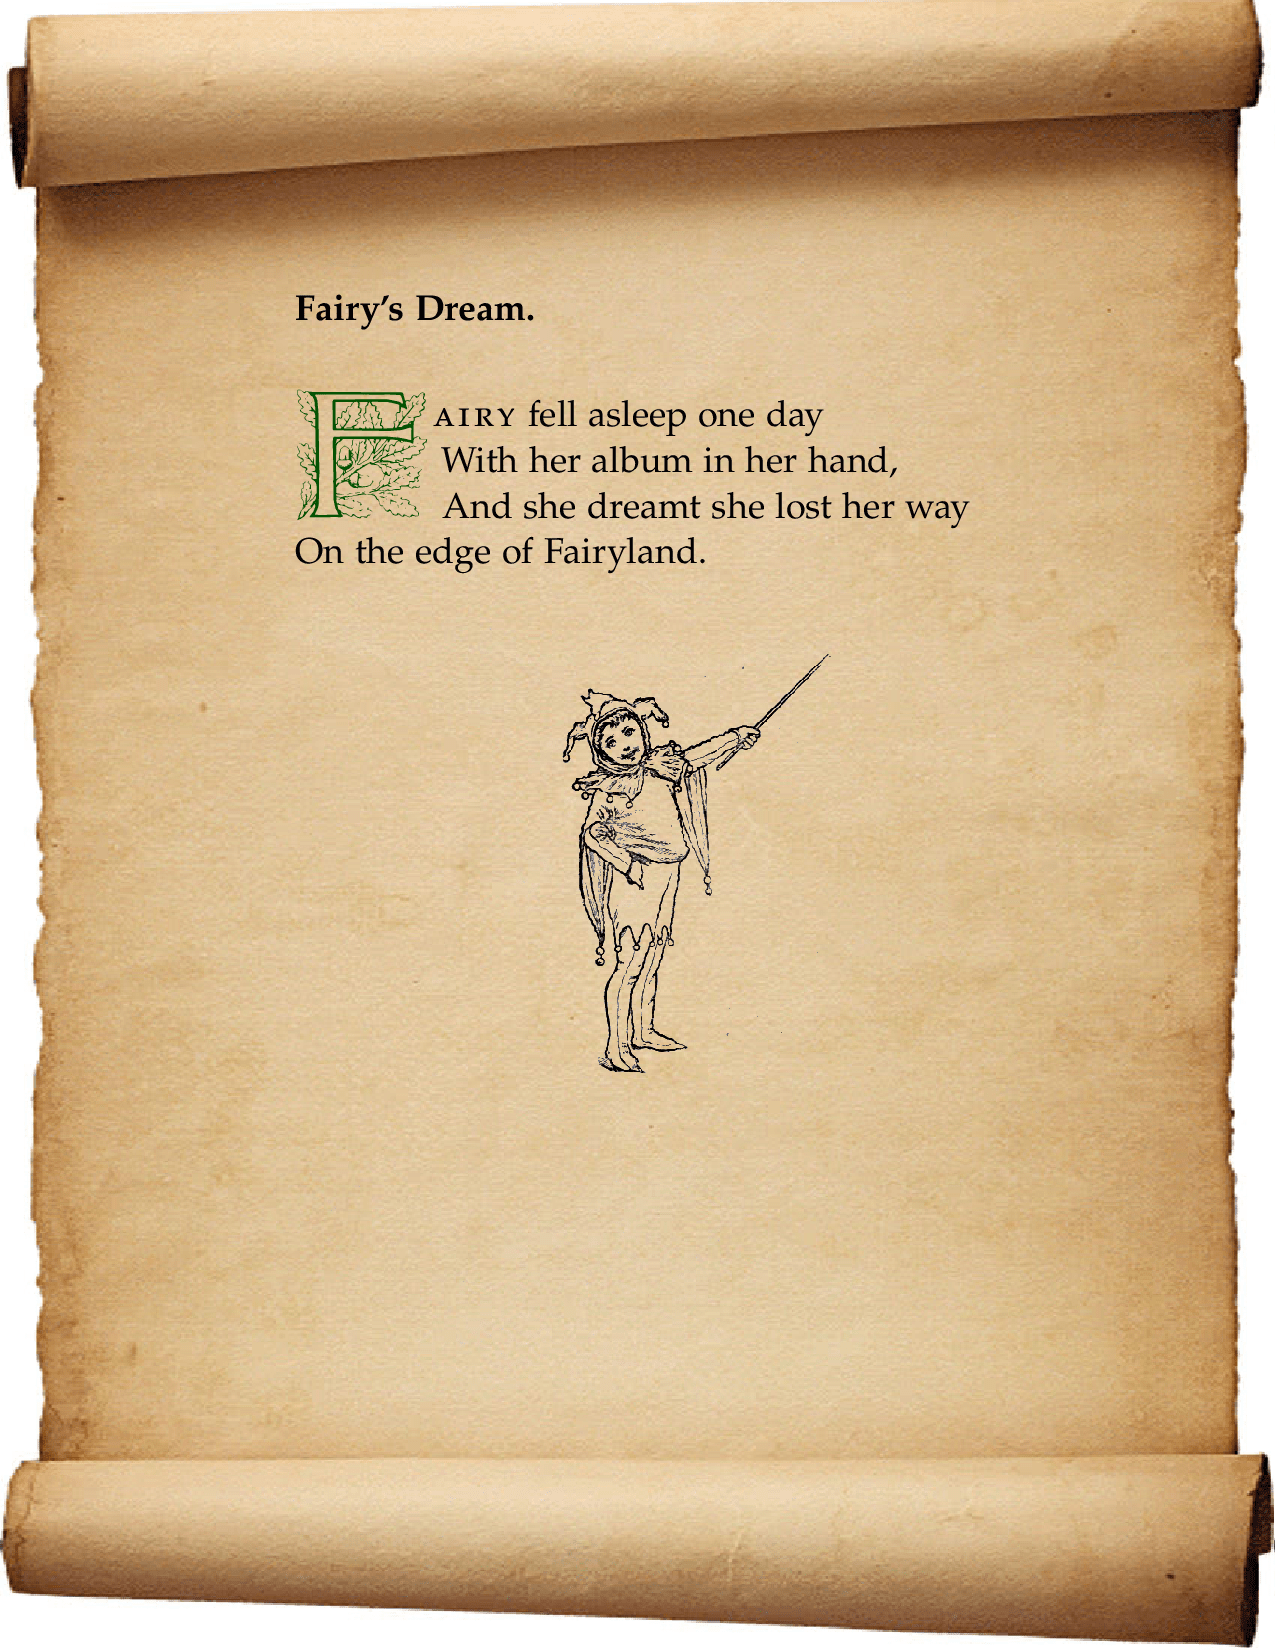 Fairy’s Dream.
FAIRY fell asleep one day
With her album in her hand,
And she dreamt she lost her way
On the edge of Fairyland.